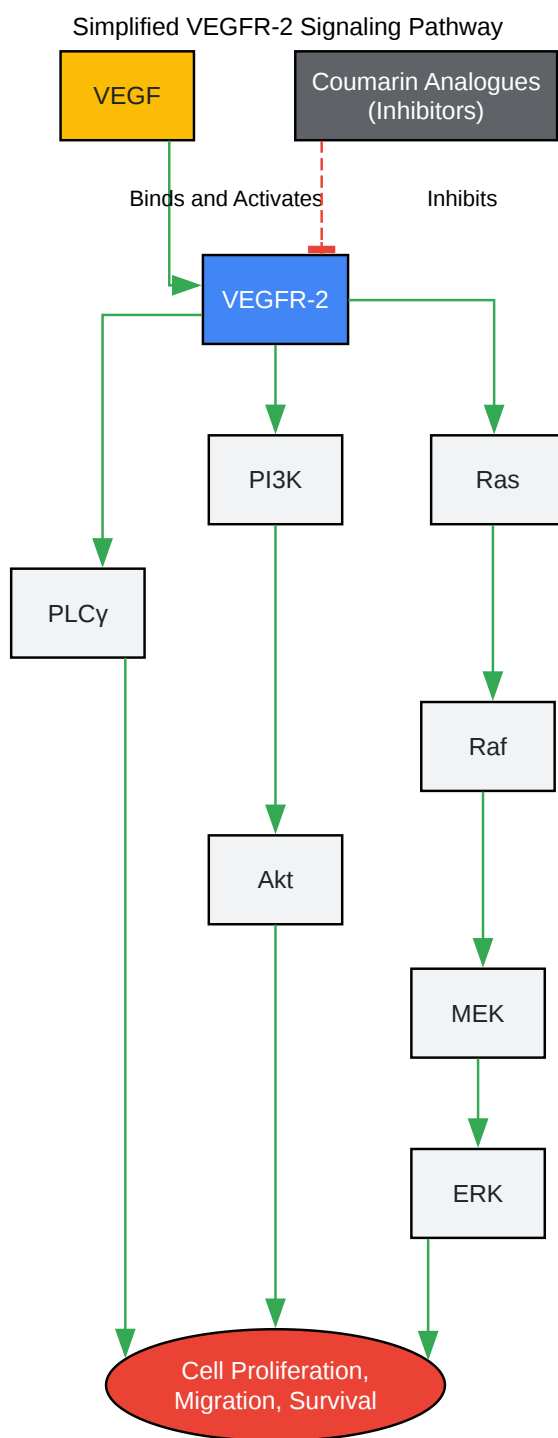 Simplified VEGFR-2 Signaling Pathway
VEGF
Coumarin Analogues
(Inhibitors)
Binds and Activates
Inhibits
VEGFR-2
PI3K
Ras
PLCγ
Raf
Akt
MEK
ERK
Cell Proliferation,
Migration, Survival